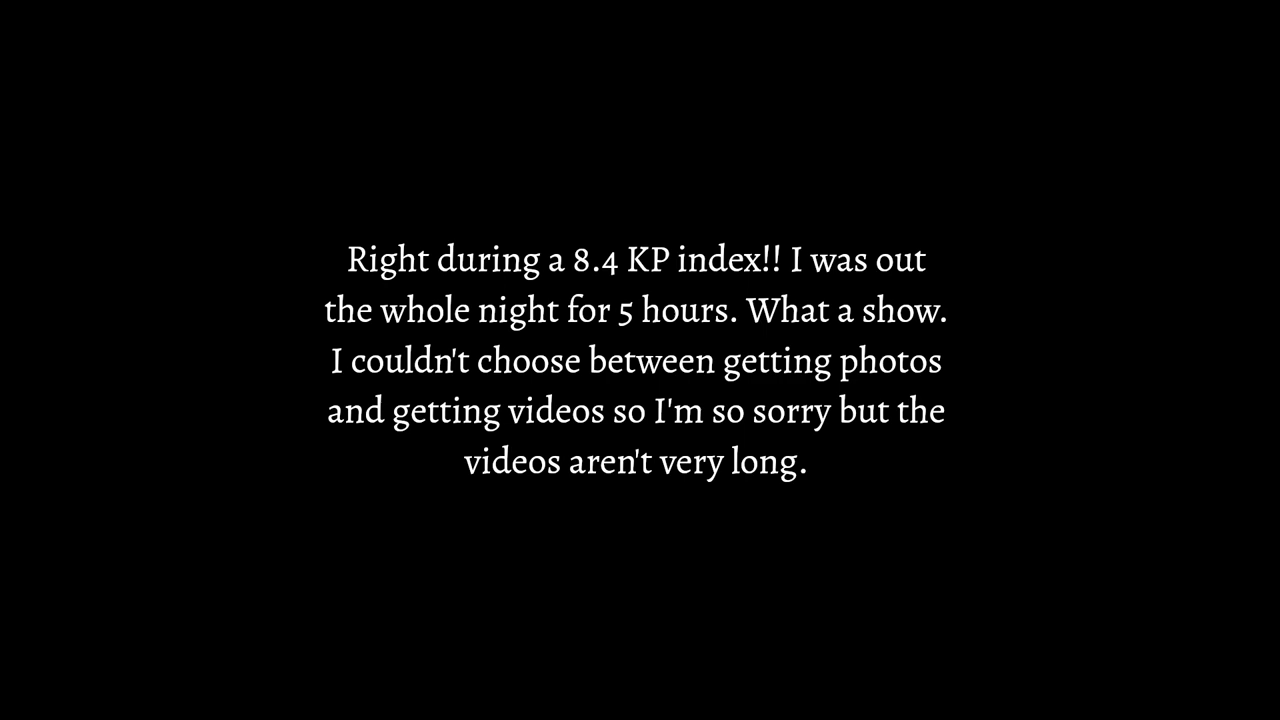 Right during a 8.4 KP index!! I was out
the whole night for 5 hours. What a show.
I couldn't choose between getting photos
and getting videos so I'm so sorry but the
videos aren't very long.